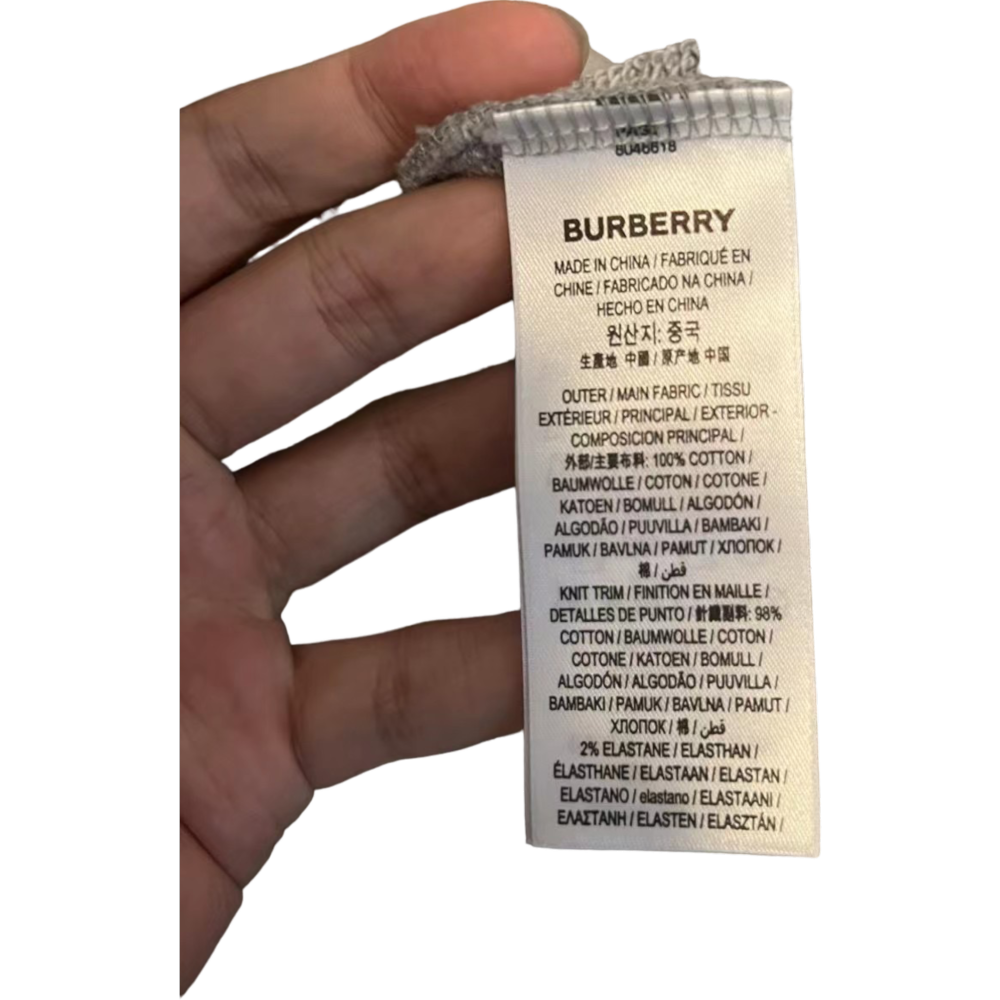 BURBERRY
MADE IN CHINA / FABRIQUÉ EN
CHINE / FABRICADO NA CHINA /
HECHO EN CHINA
원산지: 중국
生產地 中國 / 原产地 中国
OUTER / MAIN FABRIC / TISSU
EXTÉRIEUR / PRINCIPAL / EXTERIOR -
COMPOSICION PRINCIPAL /
外部/主要布料: 100% COTTON /
BAUMWOLLE / COTON / COTONE /
KATOEN / BOMULL / ALGODÓN /
ALGODÃO / PUUVILLA / BAMBAKI /
PAMUK / BAVLNA / PAMUT / ХЛОПОК /
棉 / قطن
KNIT TRIM / FINITION EN MAILLE /
DETALLES DE PUNTO / 針織副料: 98%
COTTON / BAUMWOLLE / COTON /
COTONE / KATOEN / BOMULL /
ALGODÓN / ALGODÃO / PUUVILLA /
BAMBAKI / PAMUK / BAVLNA / PAMUT /
ХЛОПОК / 棉 / قطن
2% ELASTANE / ELASTHAN /
ÉLASTHANE / ELASTAAN / ELASTAN /
ELASTANO / elastano / ELASTAANI /
ΕΛΑΣΤΑΝΗ / ELASTEN / ELASZTÁN /